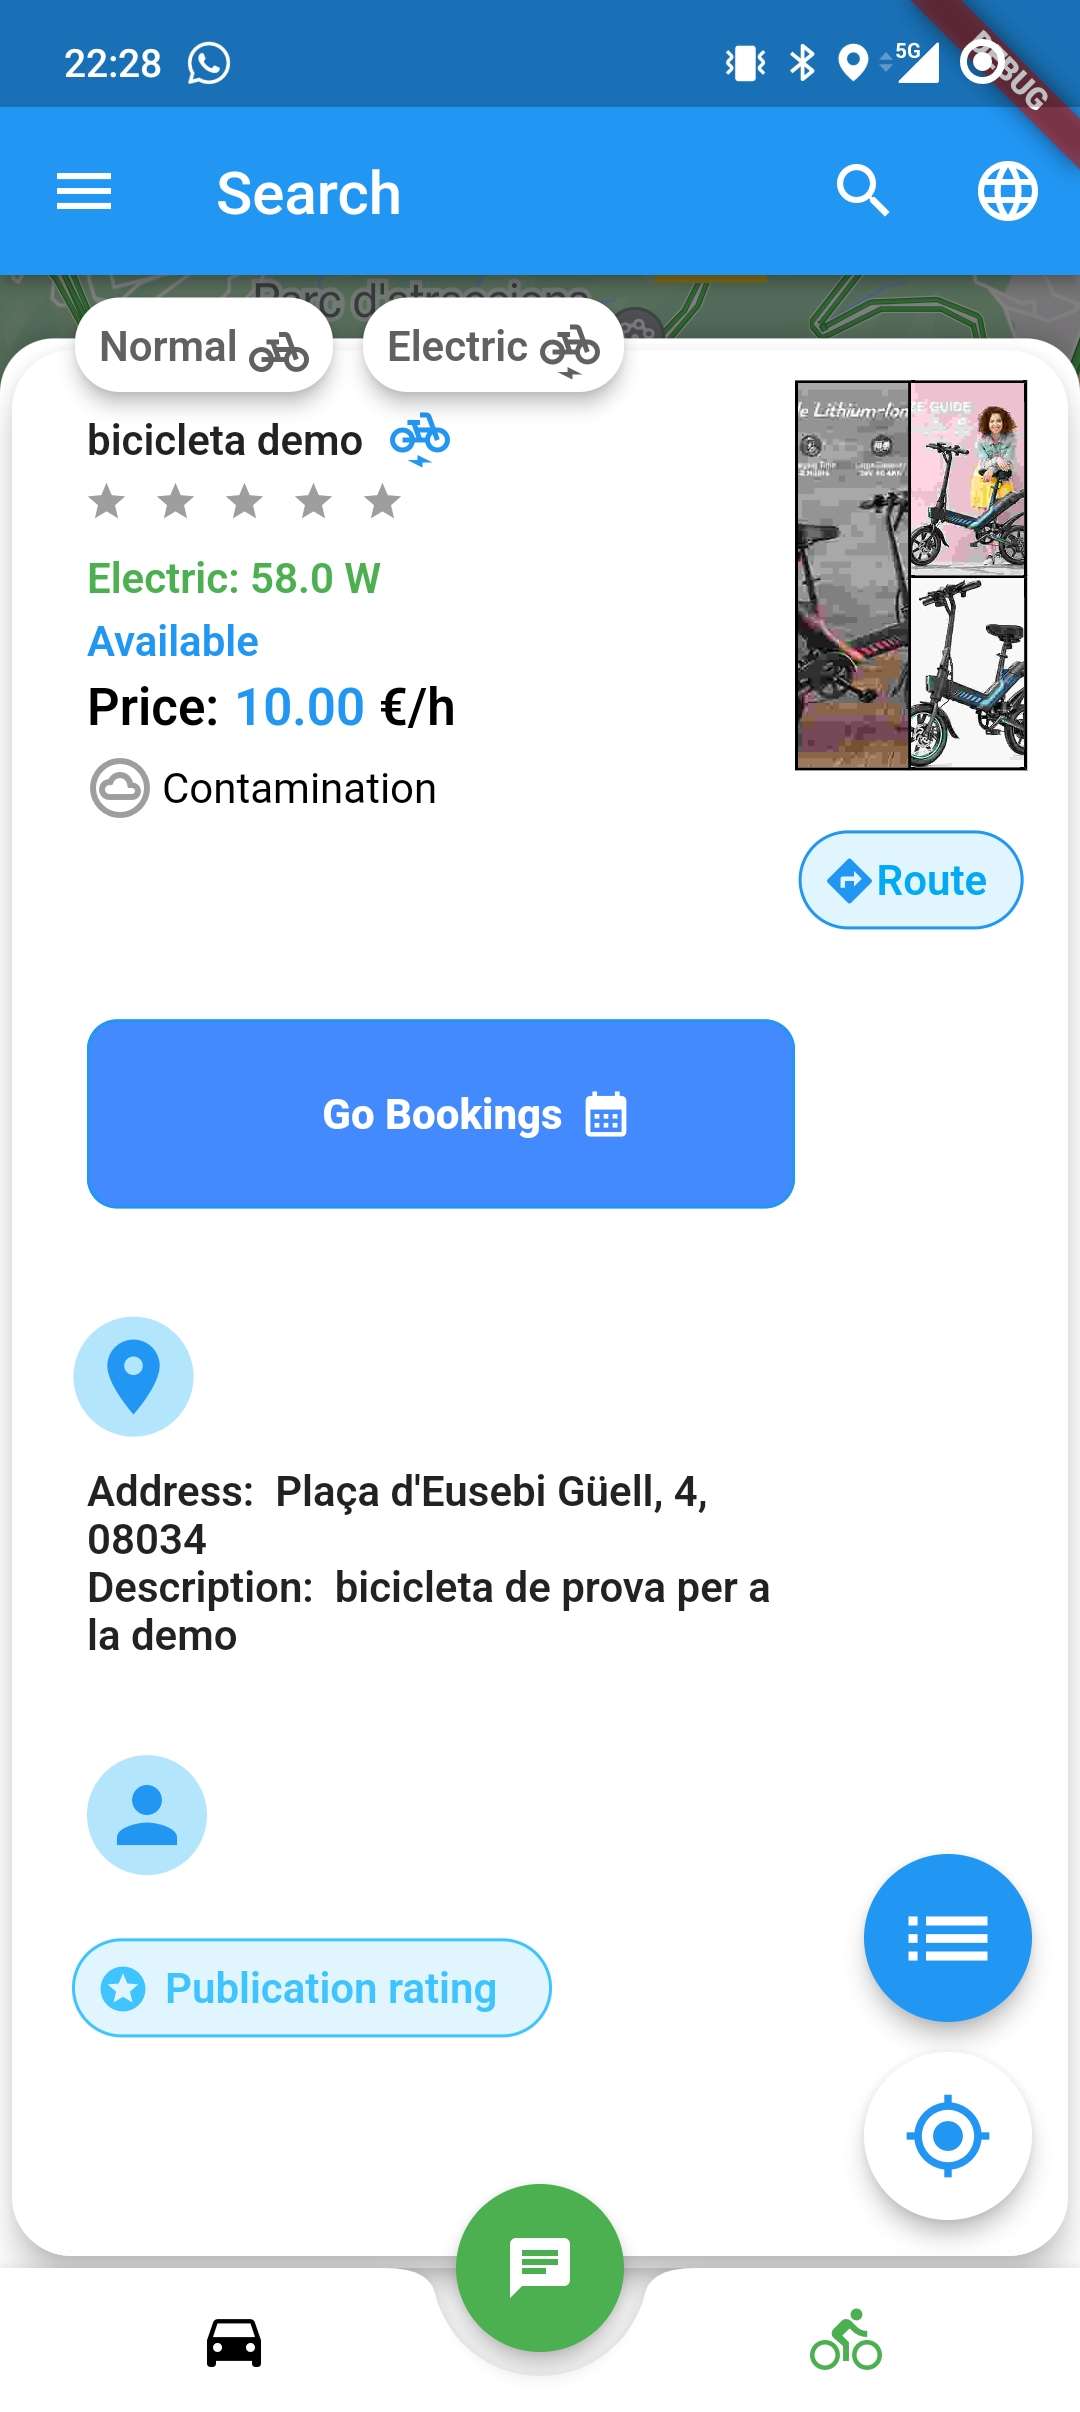 22:28
5G
DEBUG
Search
Parc d'atraccions
Normal
Electric
bicicleta demo
e Lithium-Ion
ZE GUIDE
Electric: 58.0 W
Available
Price: 10.00 €/h
Contamination
Route
Go Bookings
Address:  Plaça d'Eusebi Güell, 4,
08034
Description:  bicicleta de prova per a
la demo
Publication rating